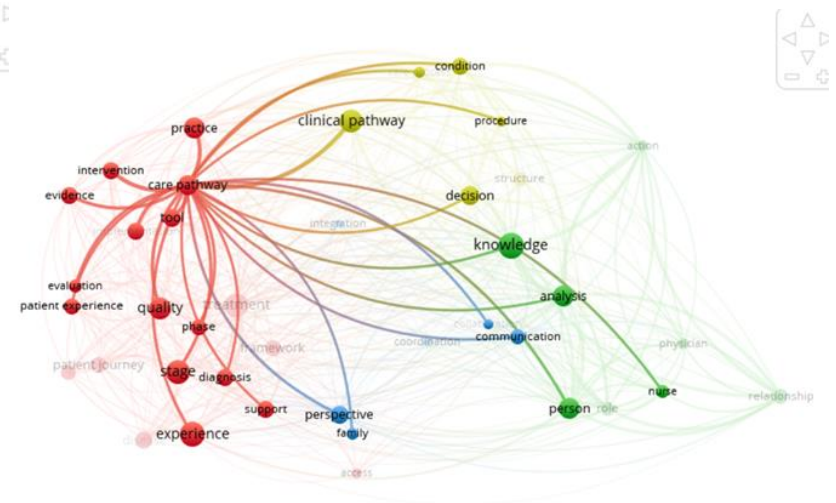 condition
clinical pathway
procedure
practice
action
intervention
structure
care pathway
evidence
decision
tool
integration
knowledge
evaluation
analysis
patient experience
quality
treatment
phase
communication
coordination
physician
framework
patient journey
stage
diagnosis
nurse
relationship
support
person
role
perspective
family
experience
access